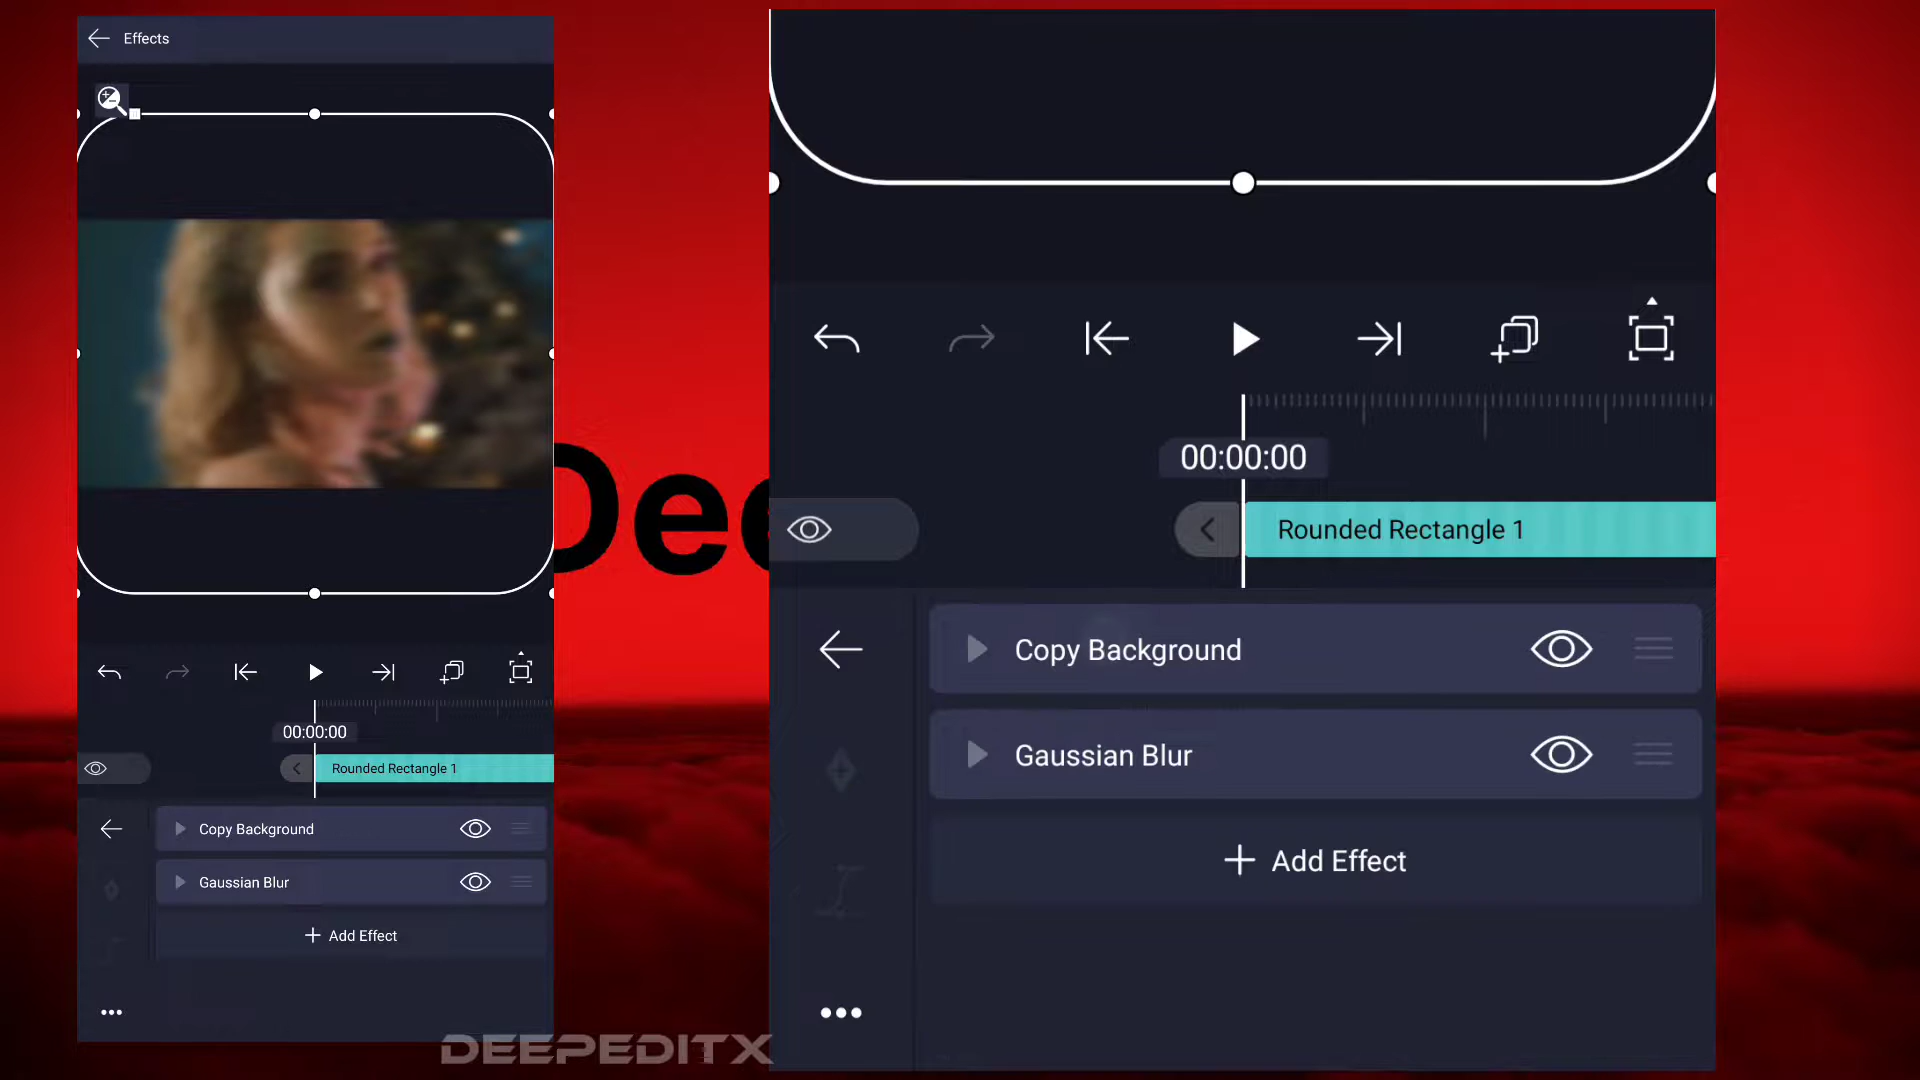 Effects
00:00:00
Rounded Rectangle 1
Copy Background
Gaussian Blur
Add Effect
Dee
00:00:00
Rounded Rectangle 1
Copy Background
Gaussian Blur
Add Effect
DEEPEDITX